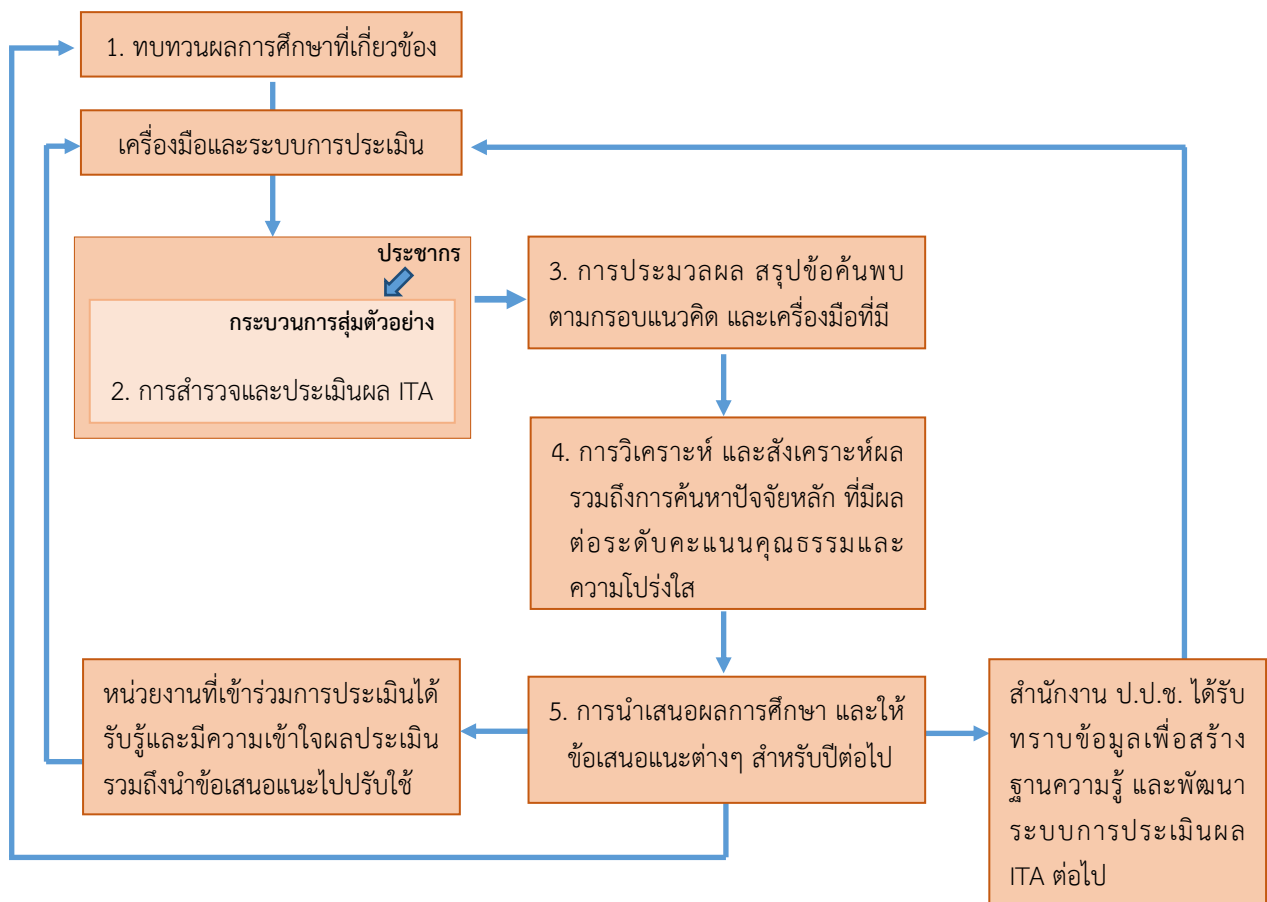 1. ทบทวนผลการศึกษาที่เกี่ยวข้อง
เครื่องมือและระบบการประเมิน
ประชากร
กระบวนการสุ่มตัวอย่าง
2. การสำรวจและประเมินผล ITA
3. การประมวลผล สรุปข้อค้นพบ
ตามกรอบแนวคิด และเครื่องมือที่มี
4. การวิเคราะห์ และสังเคราะห์ผล
รวมถึงการค้นหาปัจจัยหลัก ที่มีผล
ต่อระดับคะแนนคุณธรรมและ
ความโปร่งใส
หน่วยงานที่เข้าร่วมการประเมินได้
รับรู้และมีความเข้าใจผลประเมิน
รวมถึงนำข้อเสนอแนะไปปรับใช้
5. การนำเสนอผลการศึกษา และให้
ข้อเสนอแนะต่างๆ สำหรับปีต่อไป
สำนักงาน ป.ป.ช. ได้รับ
ทราบข้อมูลเพื่อสร้าง
ฐานความรู้ และพัฒนา
ระบบการประเมินผล
ITA ต่อไป